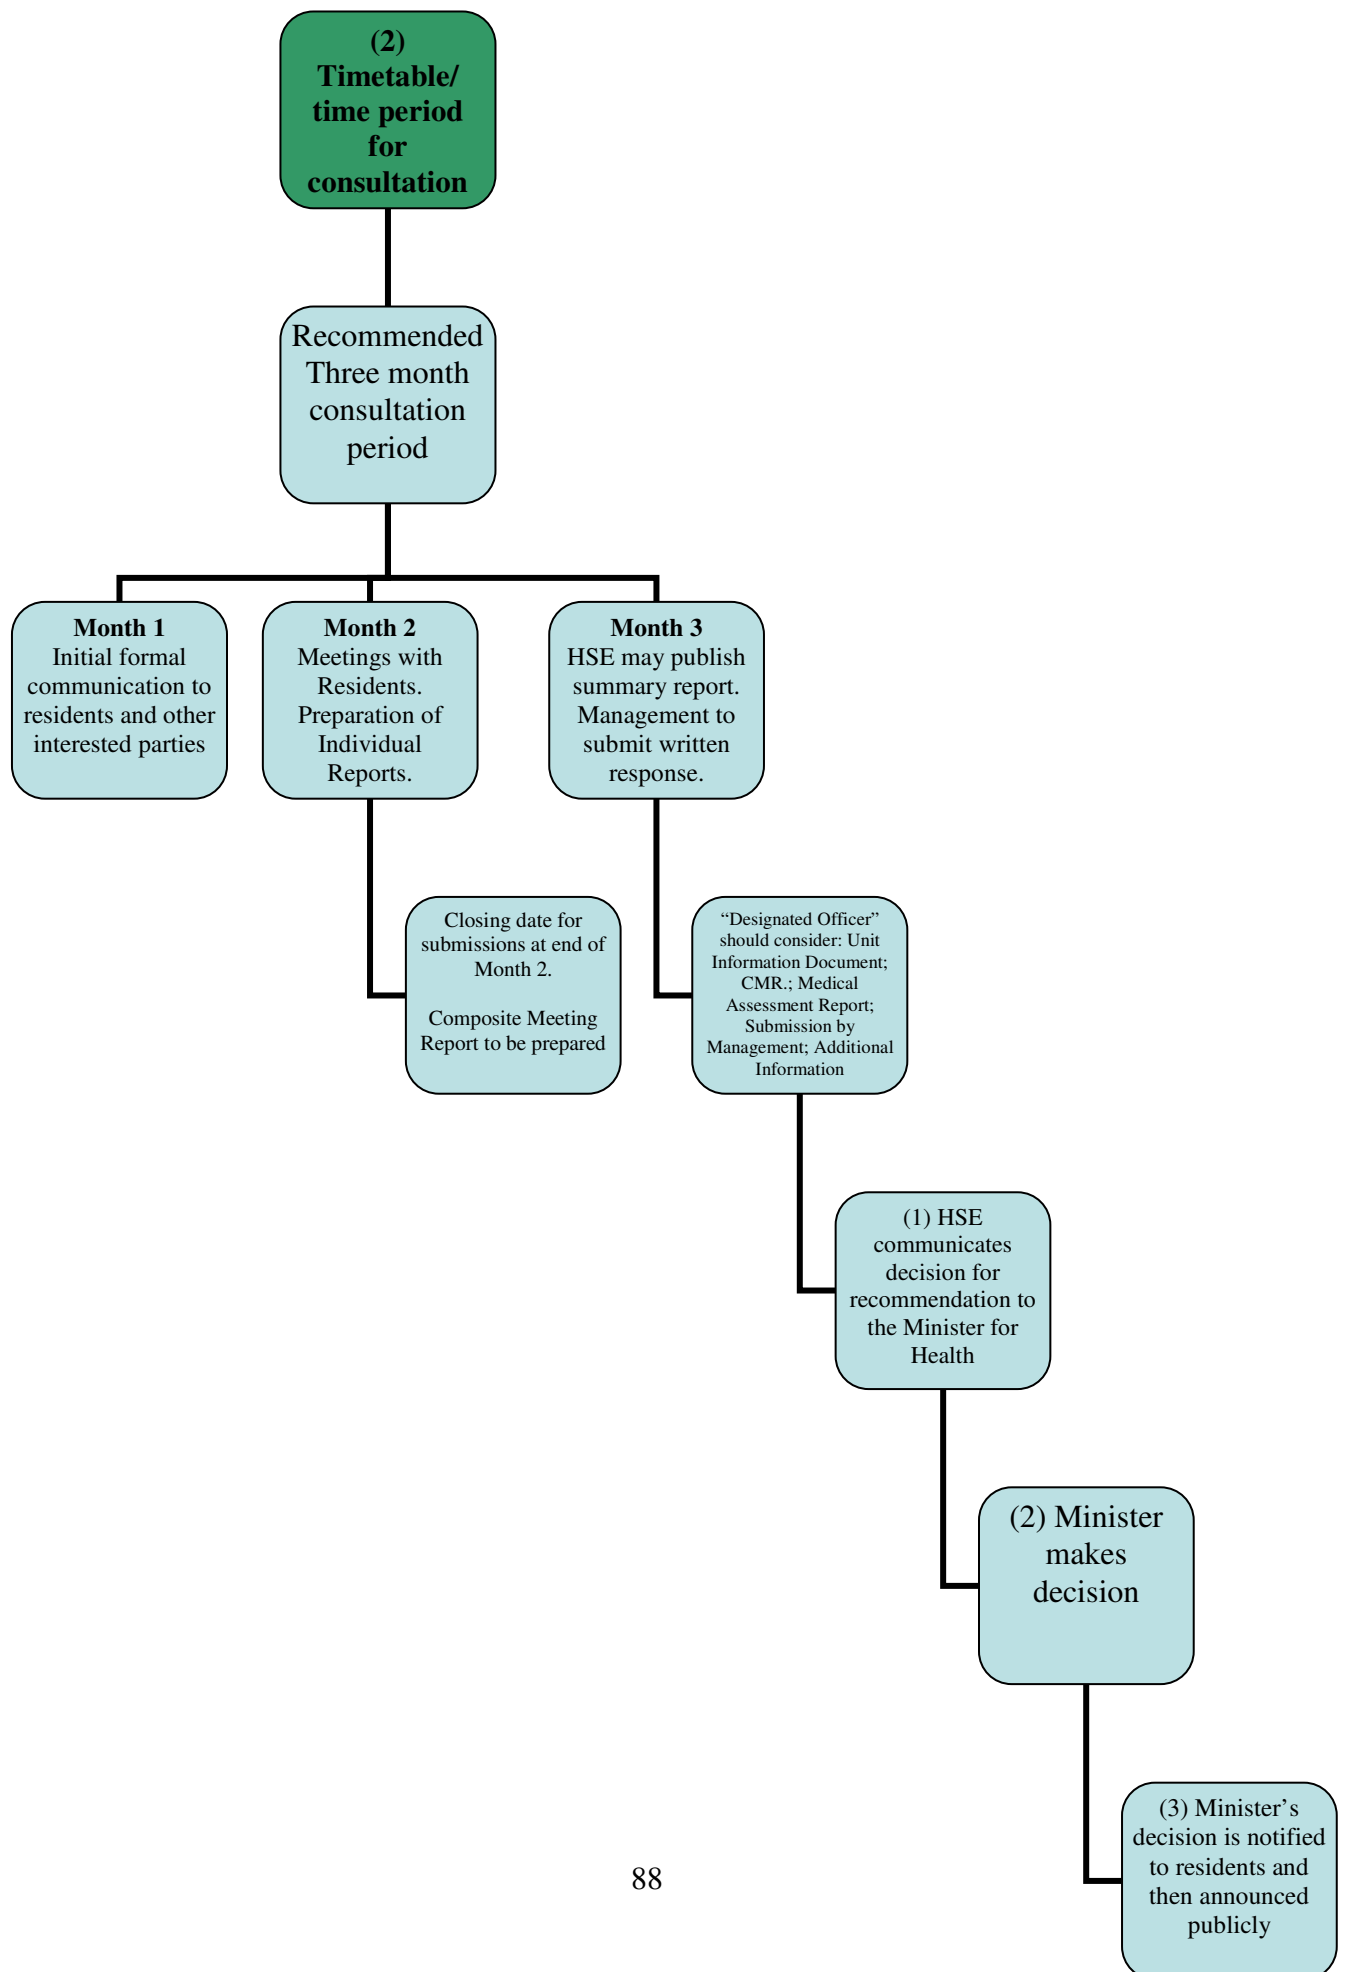 (2)
Timetable/
time period
for
consultation
Recommended
Three month
consultation
period
Month 1
Initial formal
communication to
residents and other
interested parties
Month 2
Meetings with
Residents.
Preparation of
Individual
Reports.
Month 3
HSE may publish
summary report.
Management to
submit written
response.
Closing date for
submissions at end of
Month 2.
Composite Meeting
Report to be prepared
“Designated Officer”
should consider: Unit
Information Document;
CMR.; Medical
Assessment Report;
Submission by
Management; Additional
Information
(1) HSE
communicates
decision for
recommendation to
the Minister for
Health
(2) Minister
makes
decision
(3) Minister’s
decision is notified
to residents and
then announced
publicly
88